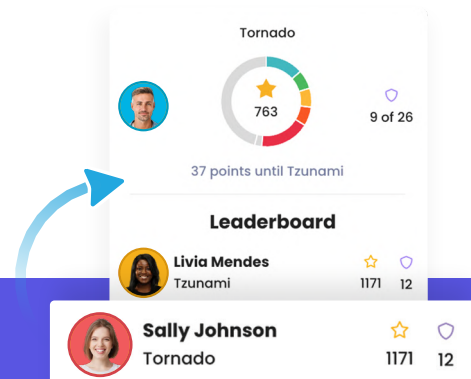 Tornado
763
9 of 26
37 points until Tzunami
Leaderboard
Livia Mendes
Tzunami
1171 12
Sally Johnson
Tornado
1171 12